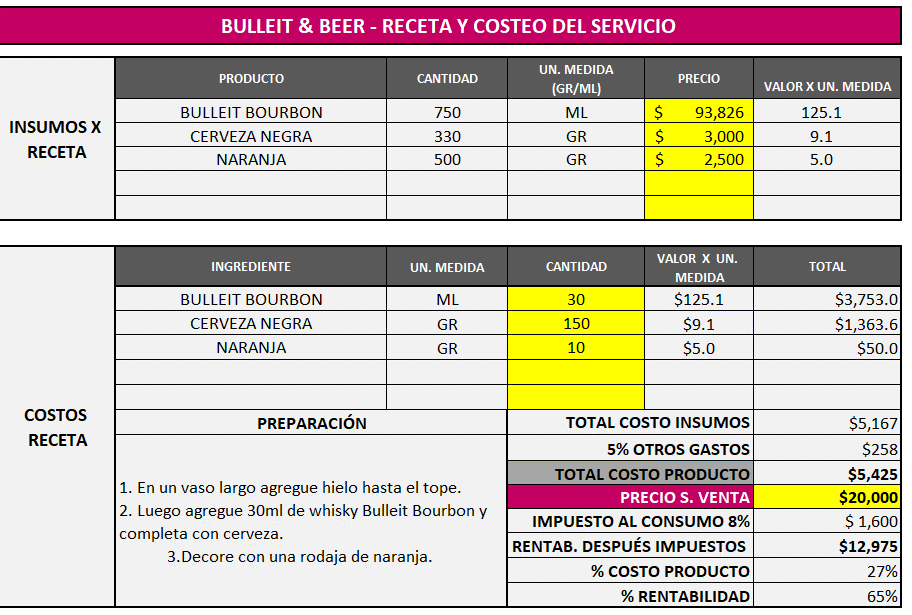 BULLEIT & BEER - RECETA Y COSTEO DEL SERVICIO
INSUMOS X RECETA
PRODUCTO CANTIDAD UN. MEDIDA (GR/ML) PRECIO VALOR X UN. MEDIDA
BULLEIT BOURBON 750 ML $ 93,826 125.1
CERVEZA NEGRA 330 GR $ 3,000 9.1
NARANJA 500 GR $ 2,500 5.0
COSTOS RECETA
INGREDIENTE UN. MEDIDA CANTIDAD VALOR X UN. MEDIDA TOTAL
BULLEIT BOURBON ML 30 $125.1 $3,753.0
CERVEZA NEGRA GR 150 $9.1 $1,363.6
NARANJA GR 10 $5.0 $50.0
PREPARACIÓN
1. En un vaso largo agregue hielo hasta el tope.
2. Luego agregue 30ml de whisky Bulleit Bourbon y
completa con cerveza.
3.Decore con una rodaja de naranja.
TOTAL COSTO INSUMOS $5,167
5% OTROS GASTOS $258
TOTAL COSTO PRODUCTO $5,425
PRECIO S. VENTA $20,000
IMPUESTO AL CONSUMO 8% $ 1,600
RENTAB. DESPUÉS IMPUESTOS $12,975
% COSTO PRODUCTO 27%
% RENTABILIDAD 65%